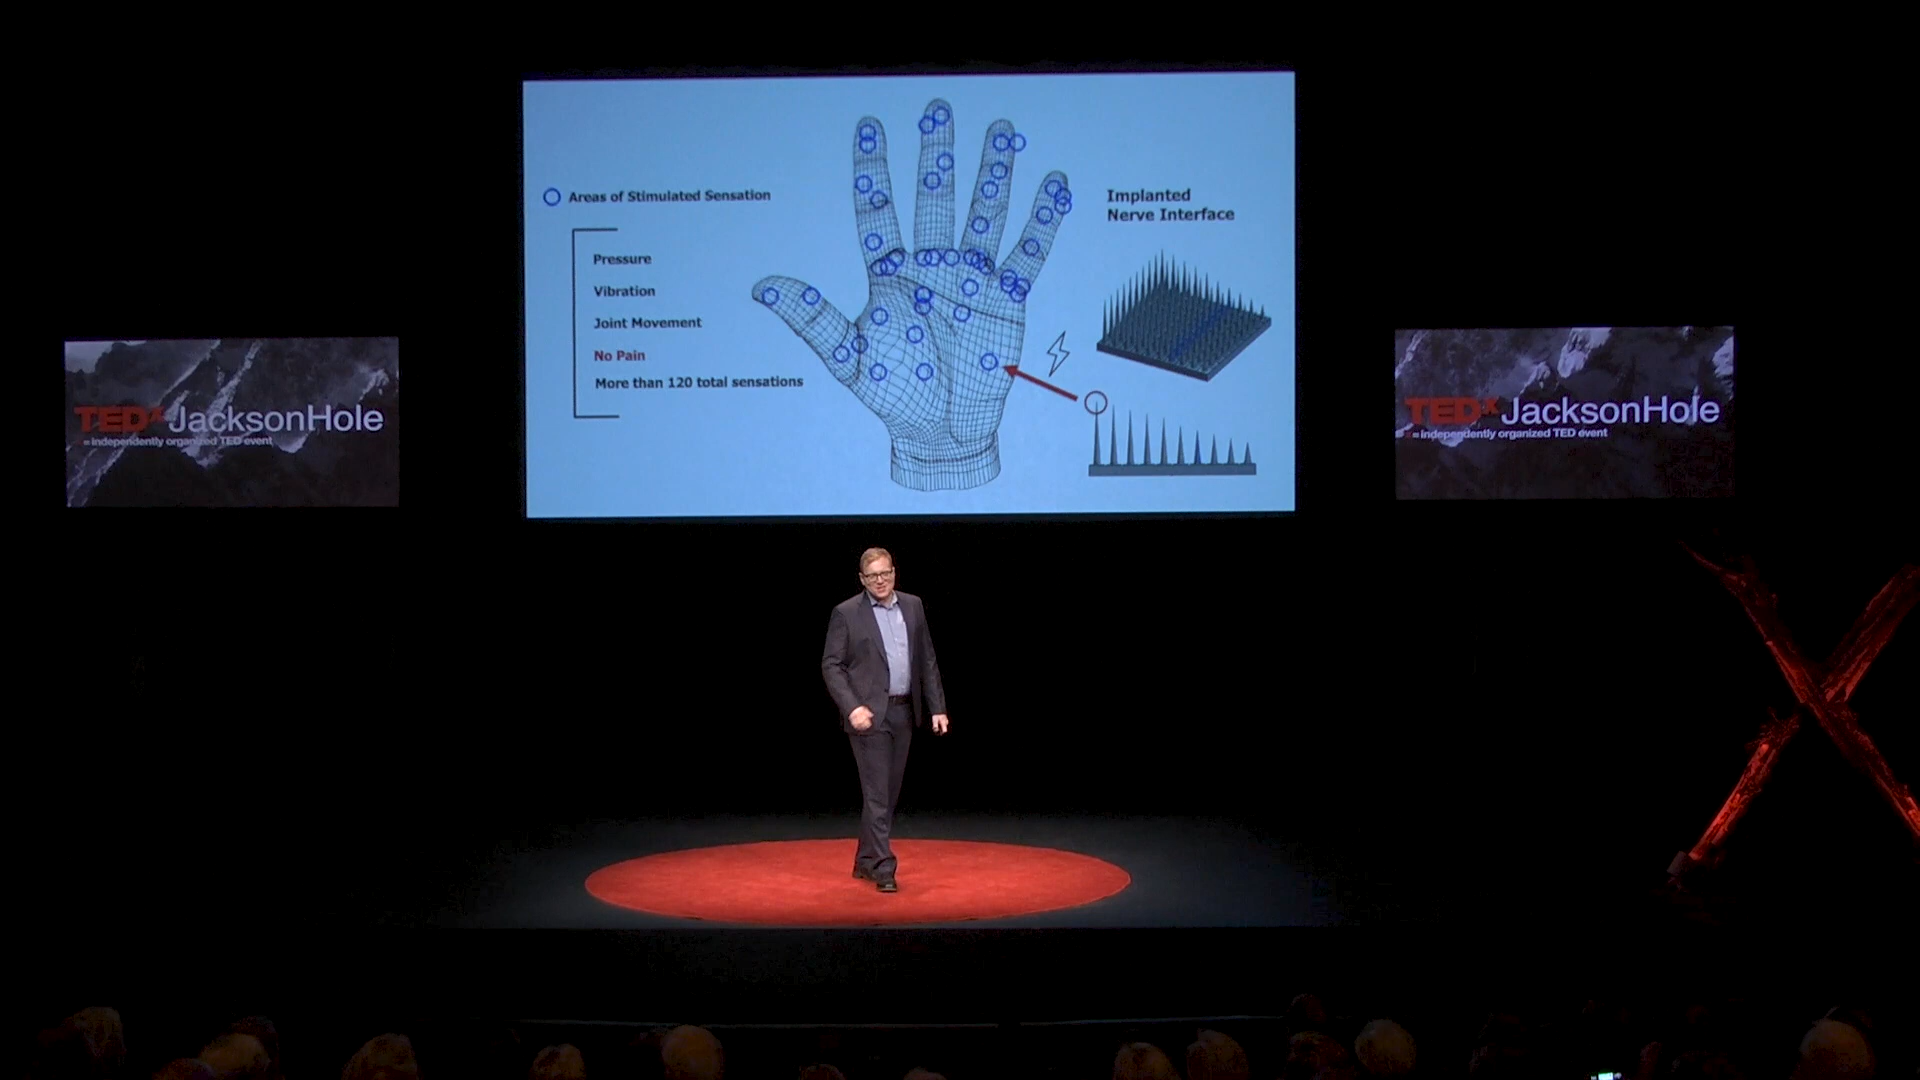 Areas of Stimulated Sensation
Pressure
Vibration
Joint Movement
No Pain
More than 120 total sensations
Implanted
Nerve Interface
TEDx JacksonHole
x = independently organized TED event
TEDx JacksonHole
x = independently organized TED event